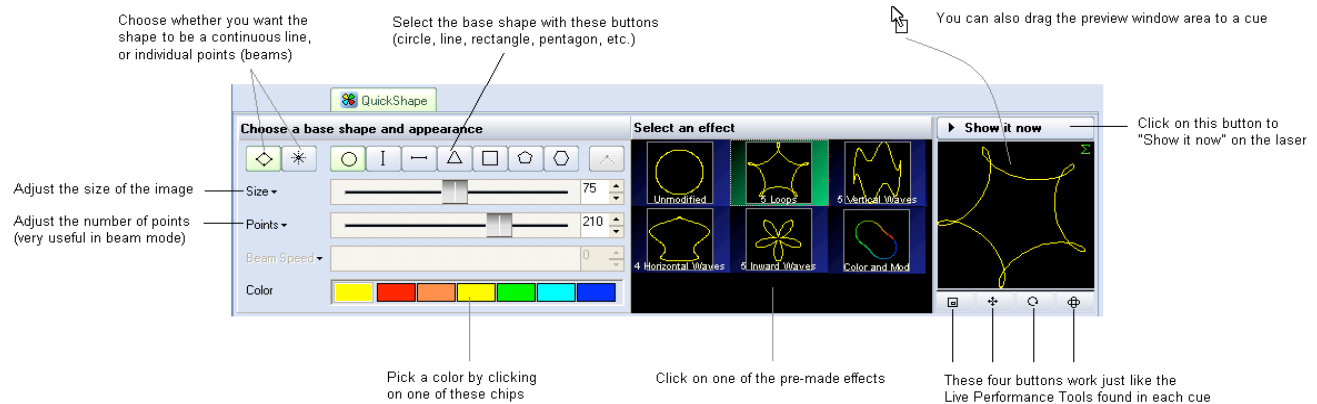 Choose whether you want the
shape to be a continuous line,
or individual points (beams)
Select the base shape with these buttons
(circle, line, rectangle, pentagon, etc.)
You can also drag the preview window area to a cue
QuickShape
Choose a base shape and appearance
Select an effect
Show it now
Click on this button to
"Show it now" on the laser
Adjust the size of the image
Size
75
Unmodified
5 Loops
5 Vertical Waves
Adjust the number of points
(very useful in beam mode)
Points
210
Beam Speed
0
4 Horizontal Waves
5 Inward Waves
Color and Mod
Color
Σ
Pick a color by clicking
on one of these chips
Click on one of the pre-made effects
These four buttons work just like the
Live Performance Tools found in each cue